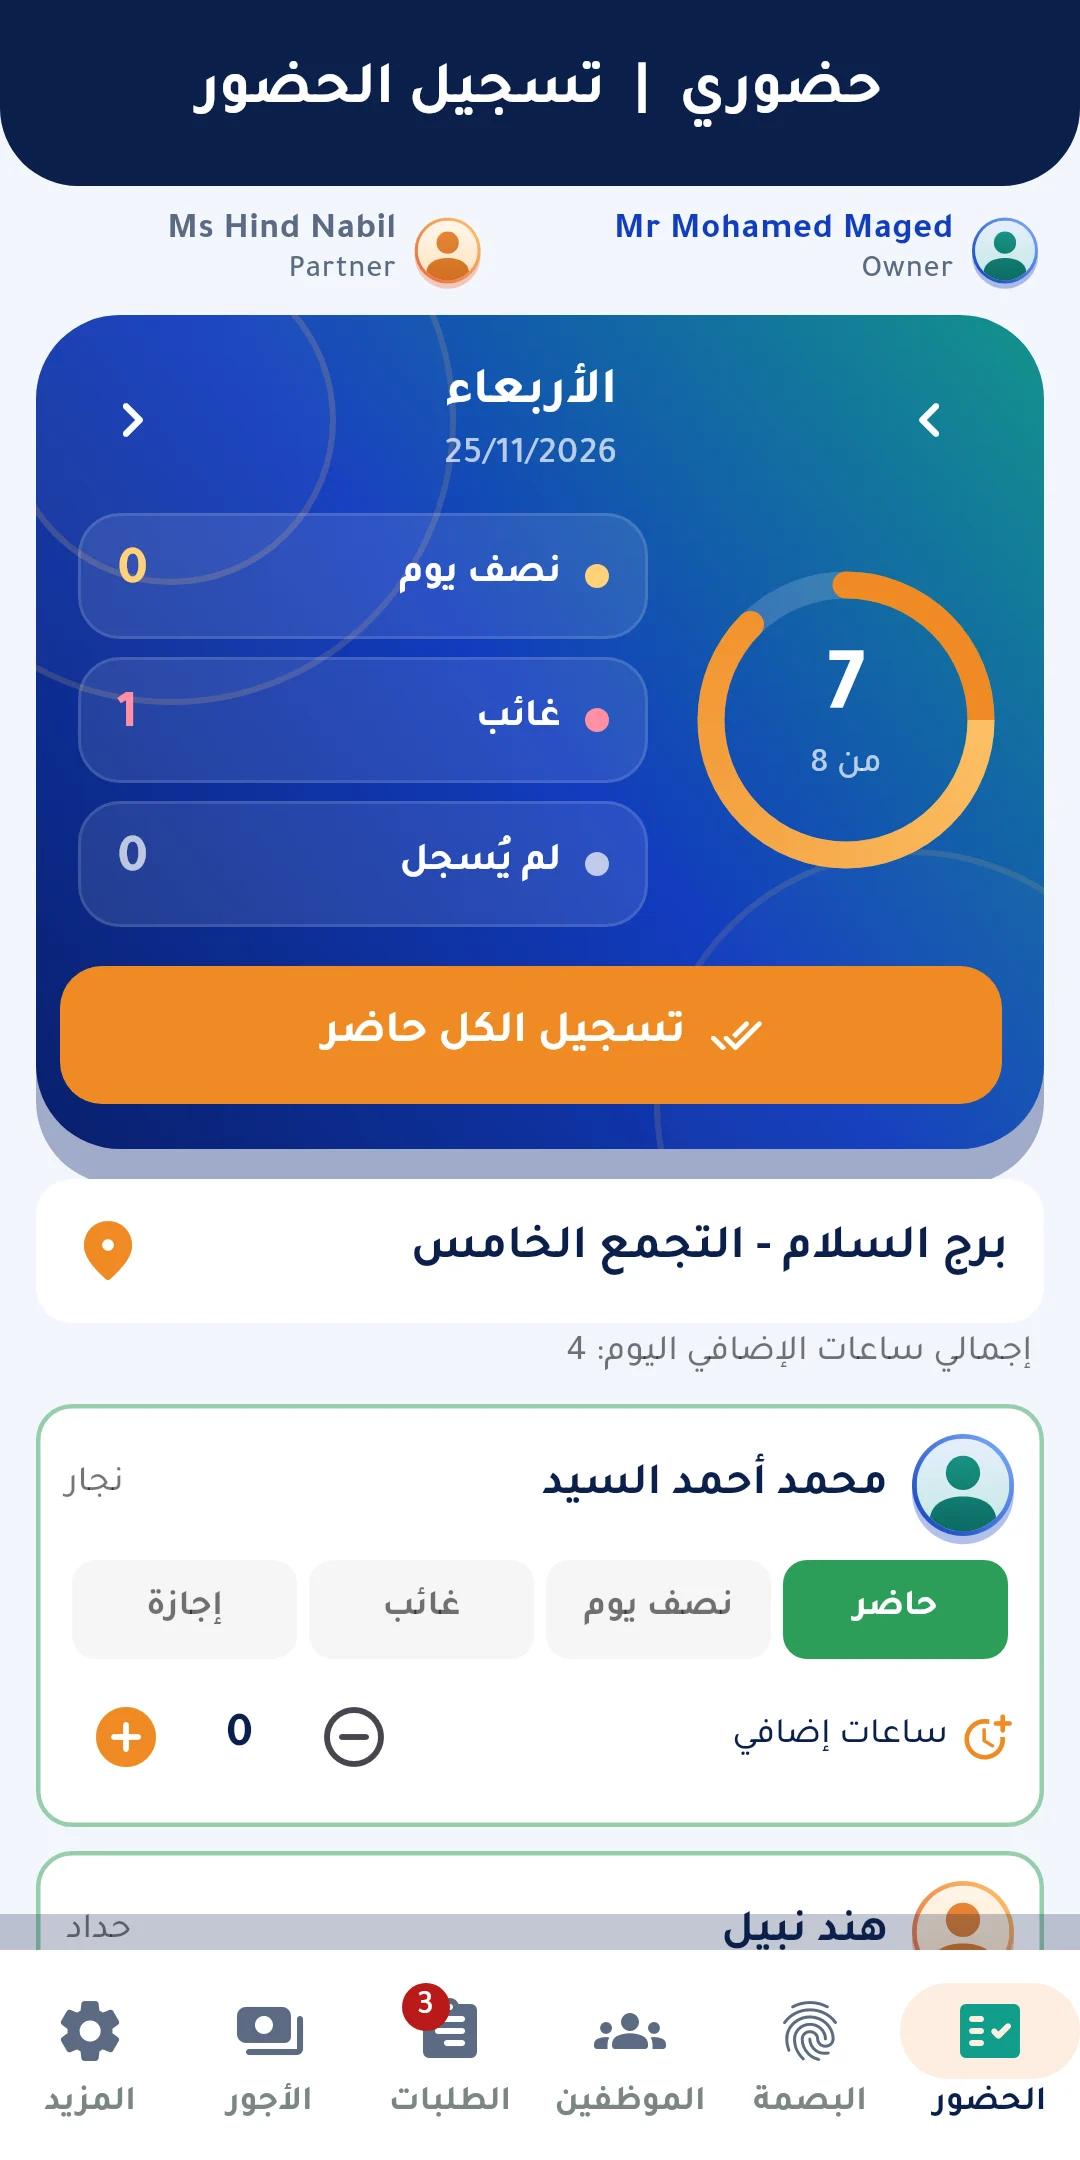 حضوري | تسجيل الحضور
Mr Mohamed Maged
Owner
Ms Hind Nabil
Partner
الأربعاء
25/11/2026
7
من 8
نصف يوم 0
غائب 1
لم يُسجل 0
تسجيل الكل حاضر
برج السلام - التجمع الخامس
إجمالي ساعات الإضافي اليوم: 4
محمد أحمد السيد
نجار
حاضر
نصف يوم
غائب
إجازة
ساعات إضافي
0
هند نبيل
حداد
3
الحضور
البصمة
الموظفين
الطلبات
الأجور
المزيد